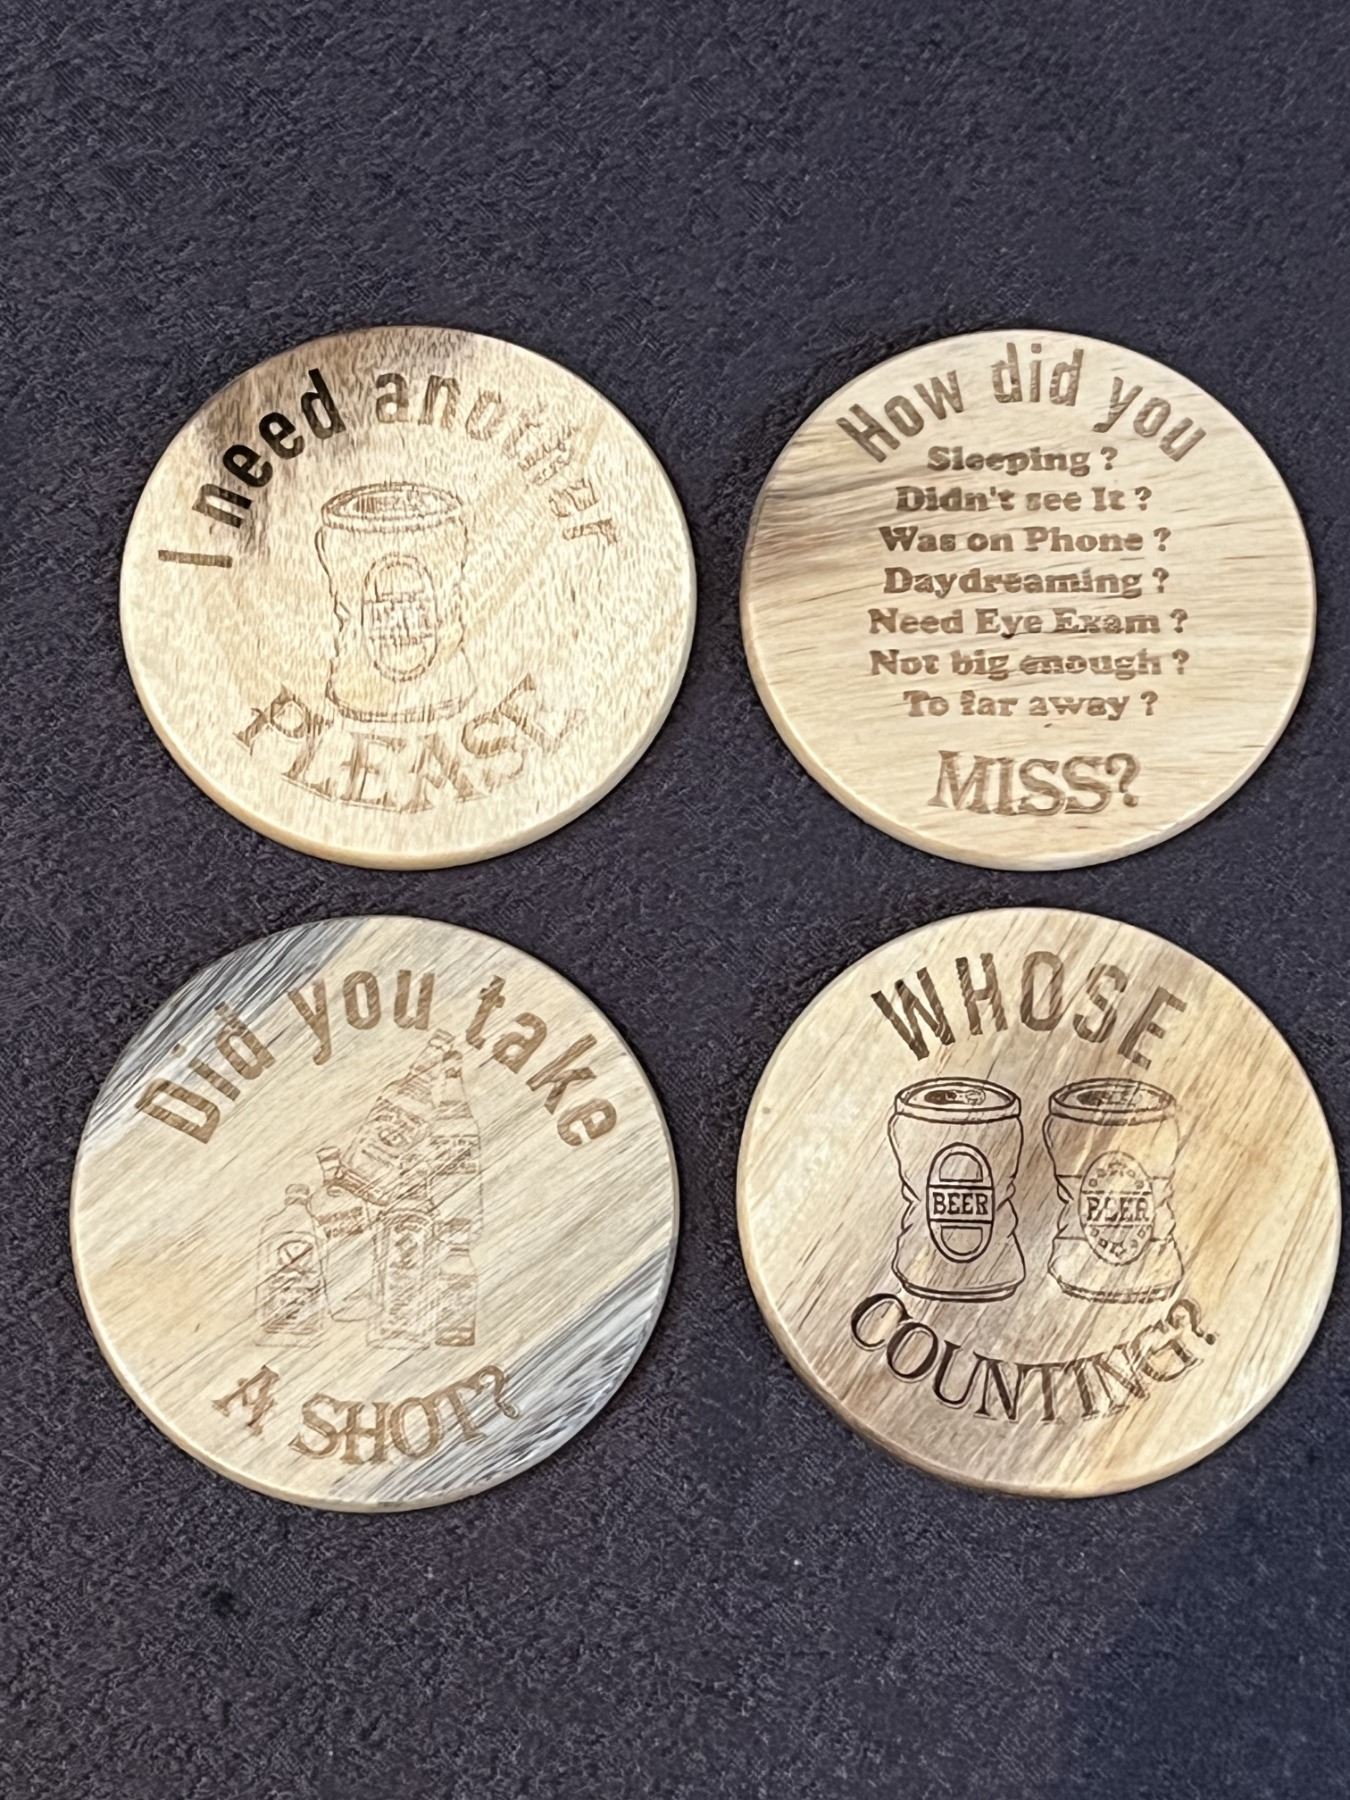 I need another
BEER
PLEASE
How did you
Sleeping ?
Didn't see It ?
Was on Phone ?
Daydreaming ?
Need Eye Exam ?
Not big enough ?
To far away ?
MISS?
Did you take
A SHOT?
WHOSE
BEER
BEER
COUNTING?